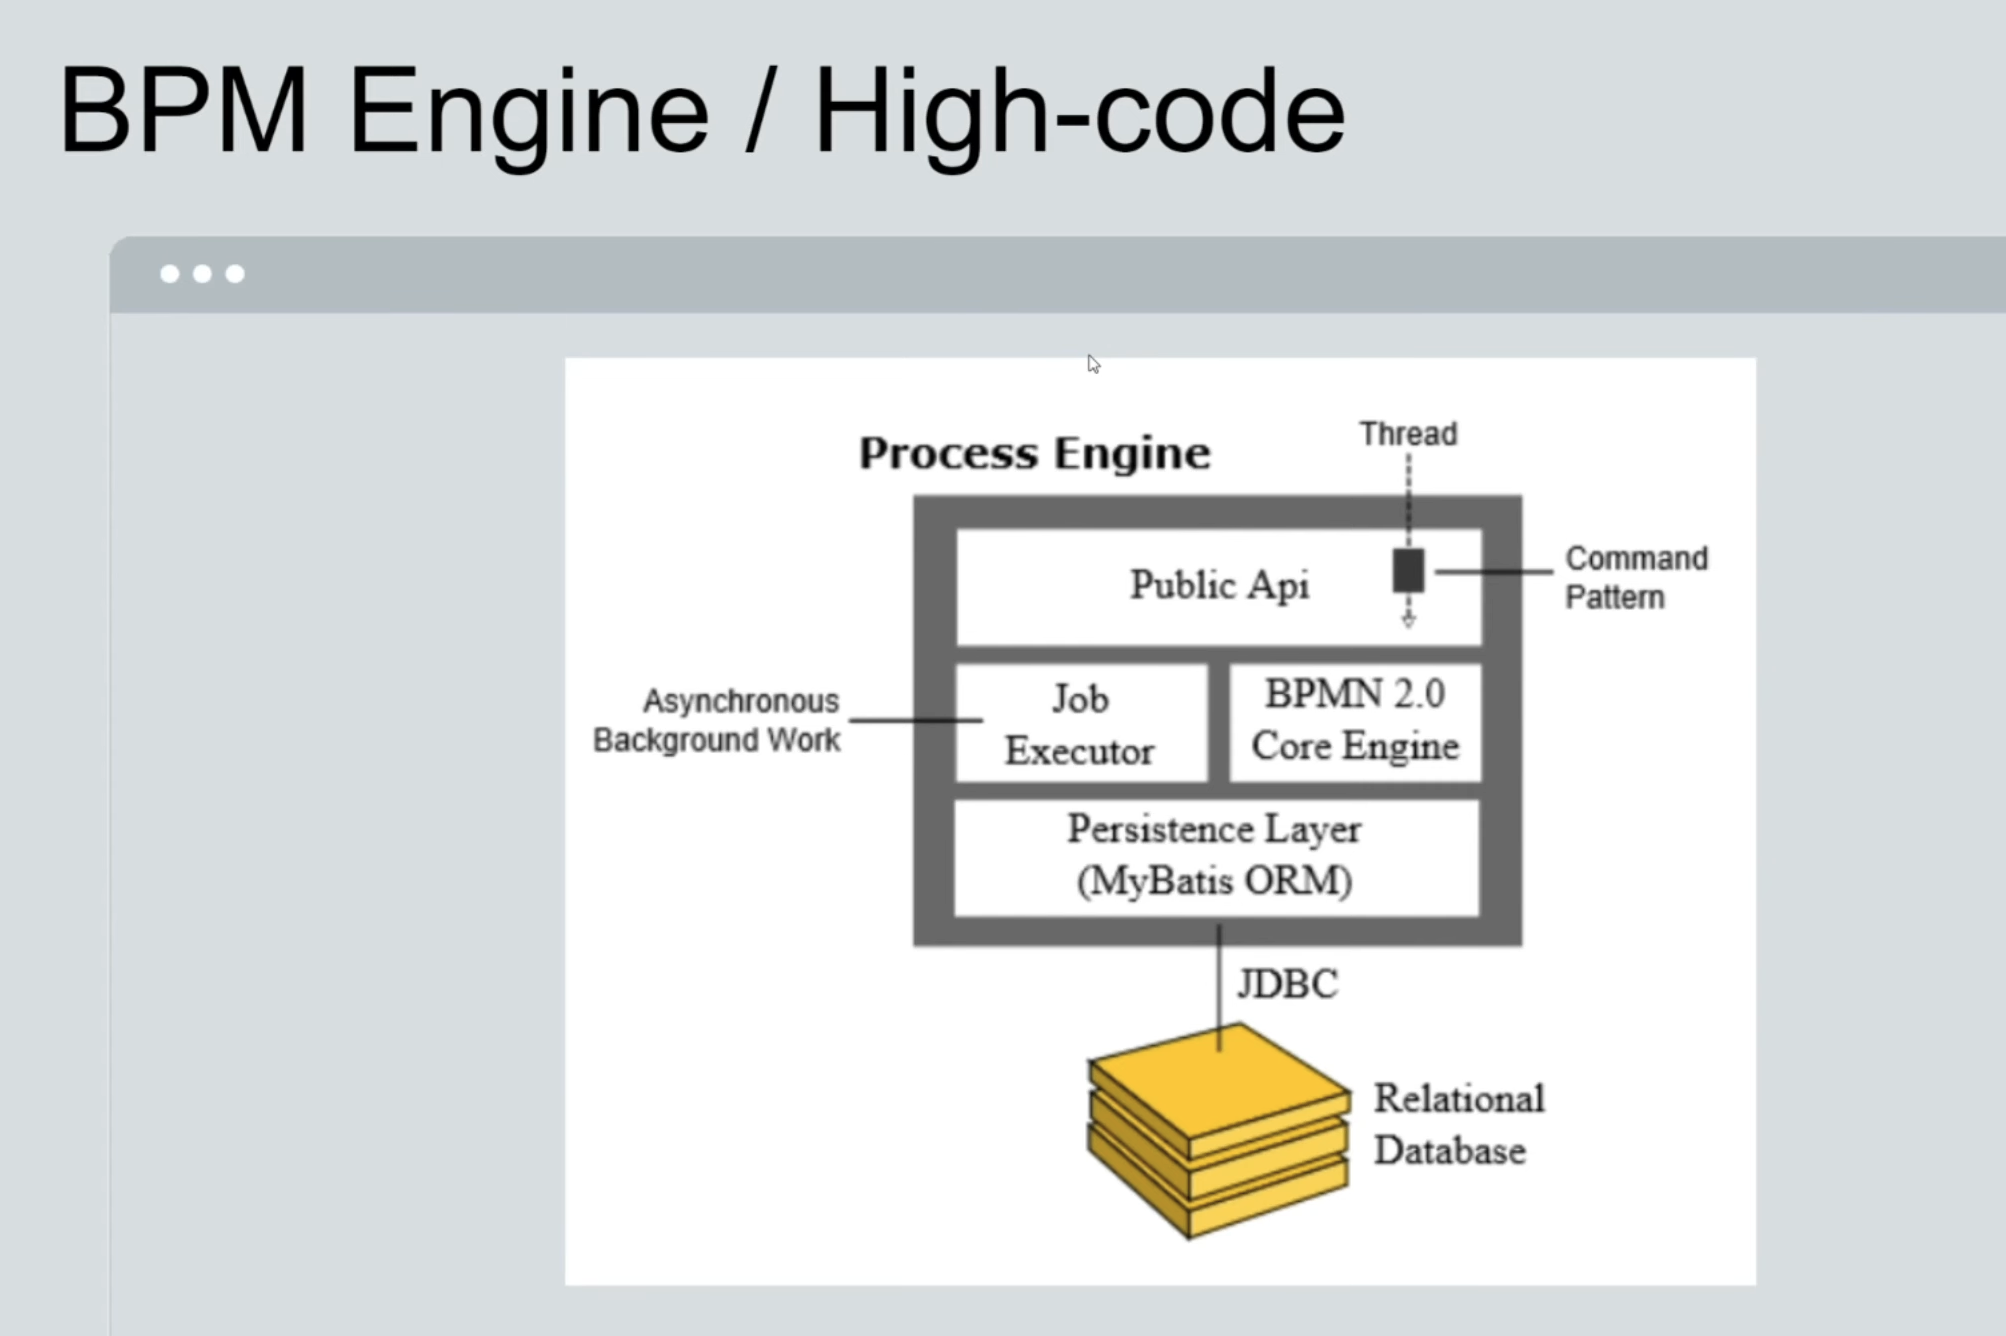 BPM Engine / High-code
Process Engine
Thread
Public Api
Command
Pattern
Asynchronous
Background Work
Job
Executor
BPMN 2.0
Core Engine
Persistence Layer
(MyBatis ORM)
JDBC
Relational
Database